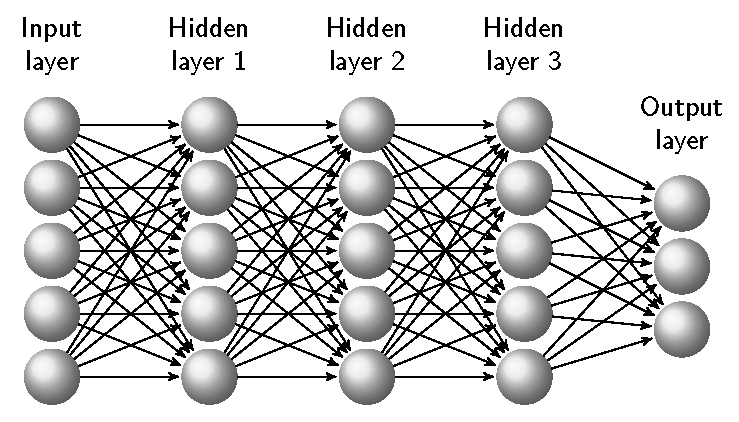 Input
layer
Hidden
layer 1
Hidden
layer 2
Hidden
layer 3
Output
layer